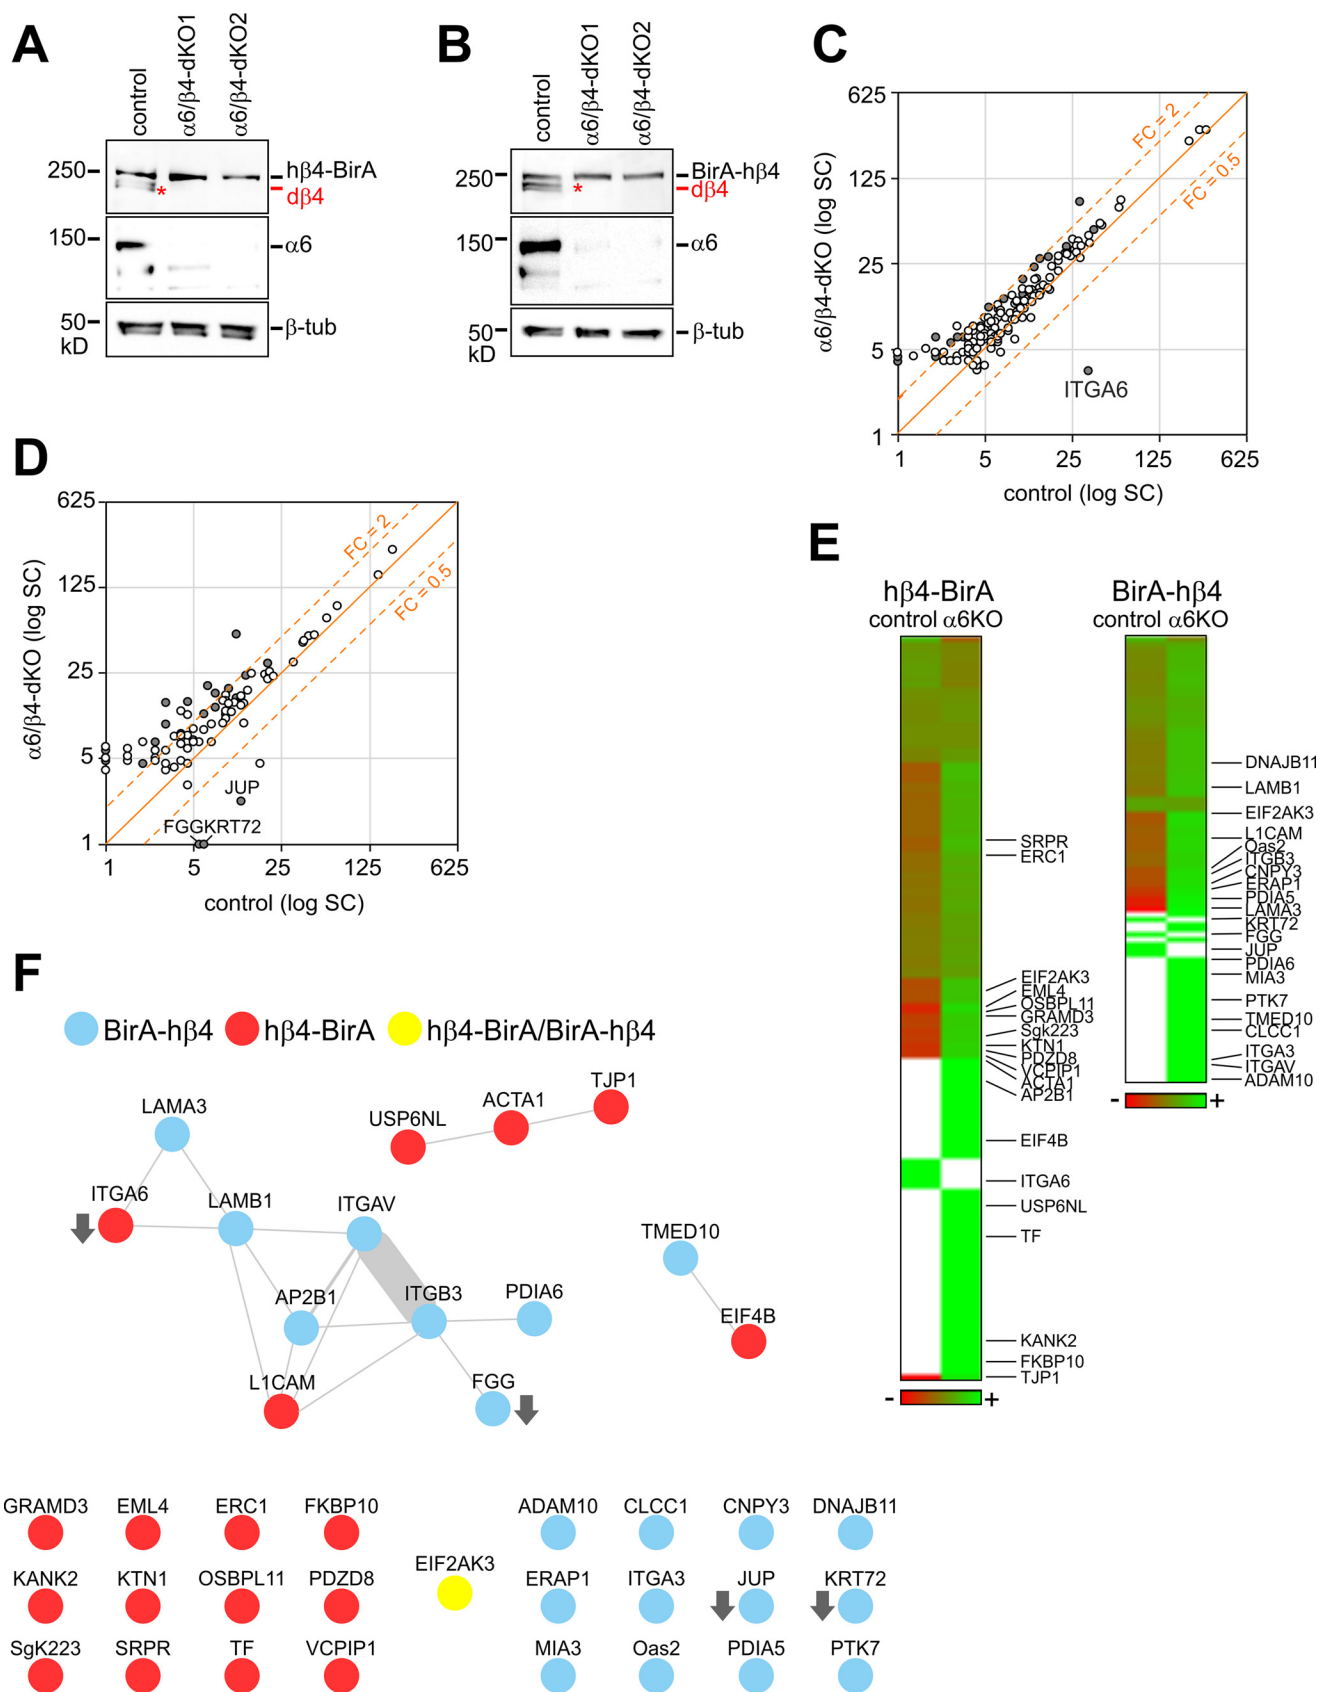 A
control
α6/β4-dKO1
α6/β4-dKO2
250
hβ4-BirA
dβ4
*
150
α6
50
kD
β-tub
B
control
α6/β4-dKO1
α6/β4-dKO2
250
BirA-hβ4
dβ4
*
150
α6
50
kD
β-tub
C
α6/β4-dKO (log SC)
625
125
25
5
1
FC = 2
FC = 0.5
ITGA6
1 5 25 125 625
control (log SC)
D
α6/β4-dKO (log SC)
625
125
25
5
1
FC = 2
FC = 0.5
JUP
FGG KRT72
1 5 25 125 625
control (log SC)
E
hβ4-BirA
control α6KO
SRPR
ERC1
EIF2AK3
EML4
OSBPL11
GRAMD3
Sgk223
KTN1
PDZD8
VCPIP1
ACTA1
AP2B1
EIF4B
ITGA6
USP6NL
TF
KANK2
FKBP10
TJP1
- +
BirA-hβ4
control α6KO
DNAJB11
LAMB1
EIF2AK3
L1CAM
Oas2
ITGB3
CNPY3
ERAP1
PDIA5
LAMA3
KRT72
FGG
JUP
PDIA6
MIA3
PTK7
TMED10
CLCC1
ITGA3
ITGAV
ADAM10
- +
F
BirA-hβ4 hβ4-BirA hβ4-BirA/BirA-hβ4
LAMA3
USP6NL
ACTA1
TJP1
ITGA6
LAMB1
ITGAV
TMED10
AP2B1
ITGB3
PDIA6
EIF4B
L1CAM
FGG
GRAMD3 EML4 ERC1 FKBP10
KANK2 KTN1 OSBPL11 PDZD8
SgK223 SRPR TF VCPIP1
EIF2AK3
ADAM10 CLCC1 CNPY3 DNAJB11
ERAP1 ITGA3 JUP KRT72
MIA3 Oas2 PDIA5 PTK7